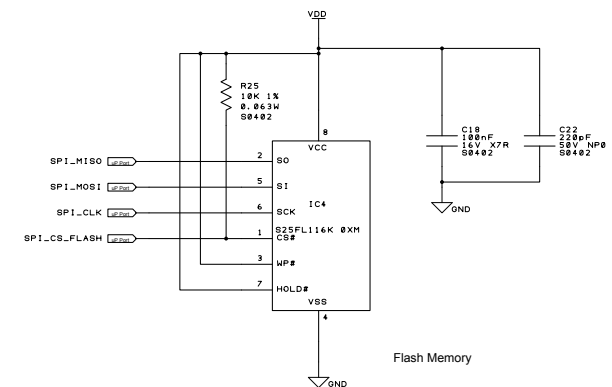 VDD
R25
10K 1%
0.063W
S0402
8
VCC
C18
100nF
16V X7R
S0402
C22
220pF
50V NP0
S0402
SPI_MISO uP Port 2 SO
SPI_MOSI uP Port 5 SI
IC4
SPI_CLK uP Port 6 SCK
GND
S25FL116K 0XM
SPI_CS_FLASH uP Port 1 CS#
3 WP#
7 HOLD#
VSS
4
Flash Memory
GND